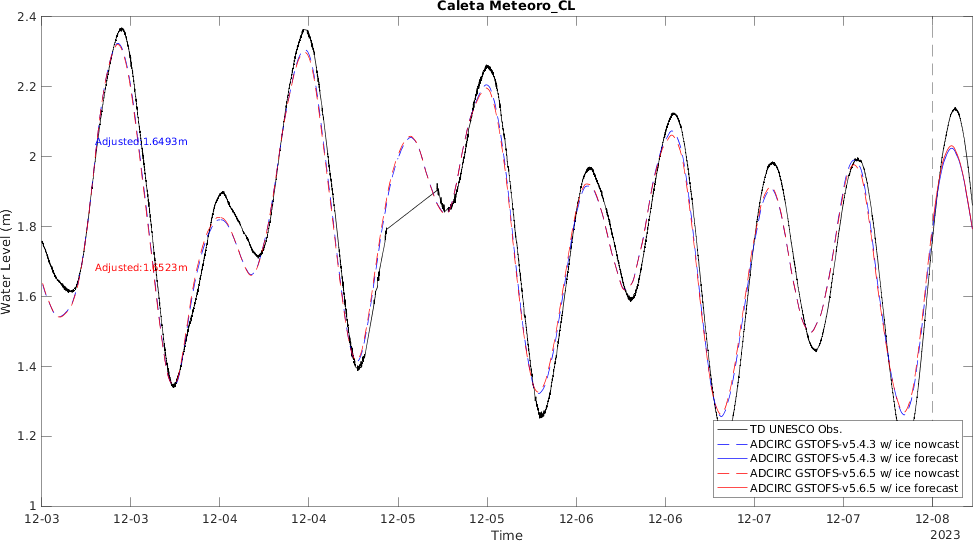 Caleta Meteoro_CL
2.4
2.2
2
1.8
1.6
1.4
1.2
1
Water Level (m)
Adjusted:1.6493m
Adjusted:1.6523m
TD UNESCO Obs.
ADCIRC GSTOFS-v5.4.3 w/ ice nowcast
ADCIRC GSTOFS-v5.4.3 w/ ice forecast
ADCIRC GSTOFS-v5.6.5 w/ ice nowcast
ADCIRC GSTOFS-v5.6.5 w/ ice forecast
12-03 12-03 12-04 12-04 12-05 12-05 12-06 12-06 12-07 12-07 12-08
Time
2023